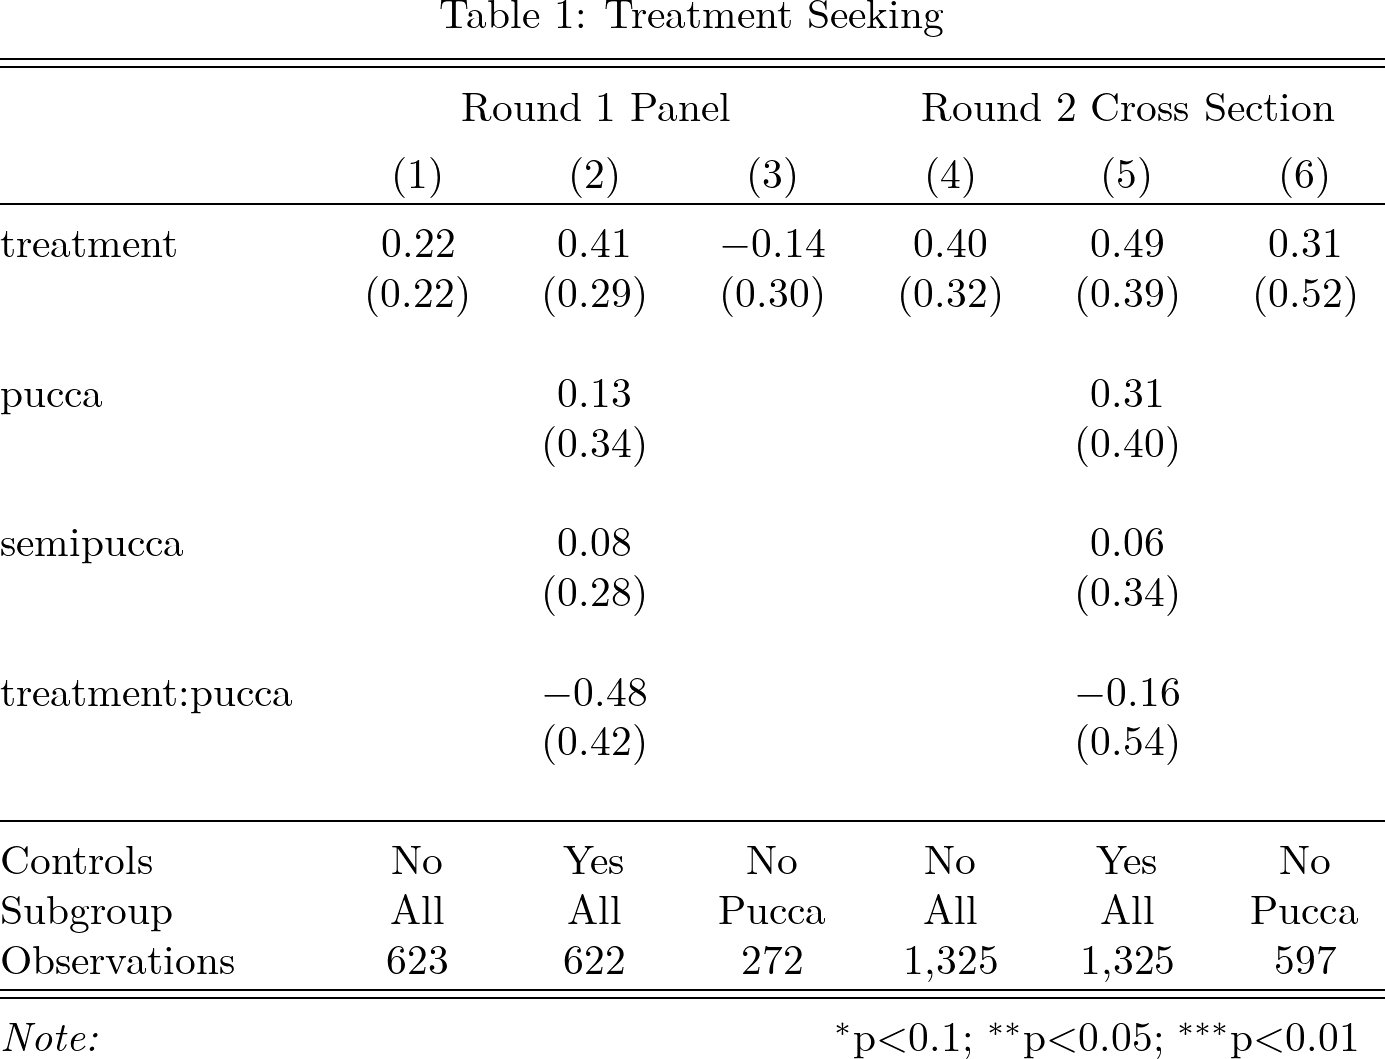 Table 1: Treatment Seeking
Round 1 Panel Round 2 Cross Section
(1) (2) (3) (4) (5) (6)
treatment 0.22 0.41 −0.14 0.40 0.49 0.31
(0.22) (0.29) (0.30) (0.32) (0.39) (0.52)
pucca 0.13 0.31
(0.34) (0.40)
semipucca 0.08 0.06
(0.28) (0.34)
treatment:pucca −0.48 −0.16
(0.42) (0.54)
Controls No Yes No No Yes No
Subgroup All All Pucca All All Pucca
Observations 623 622 272 1,325 1,325 597
Note: *p<0.1; **p<0.05; ***p<0.01